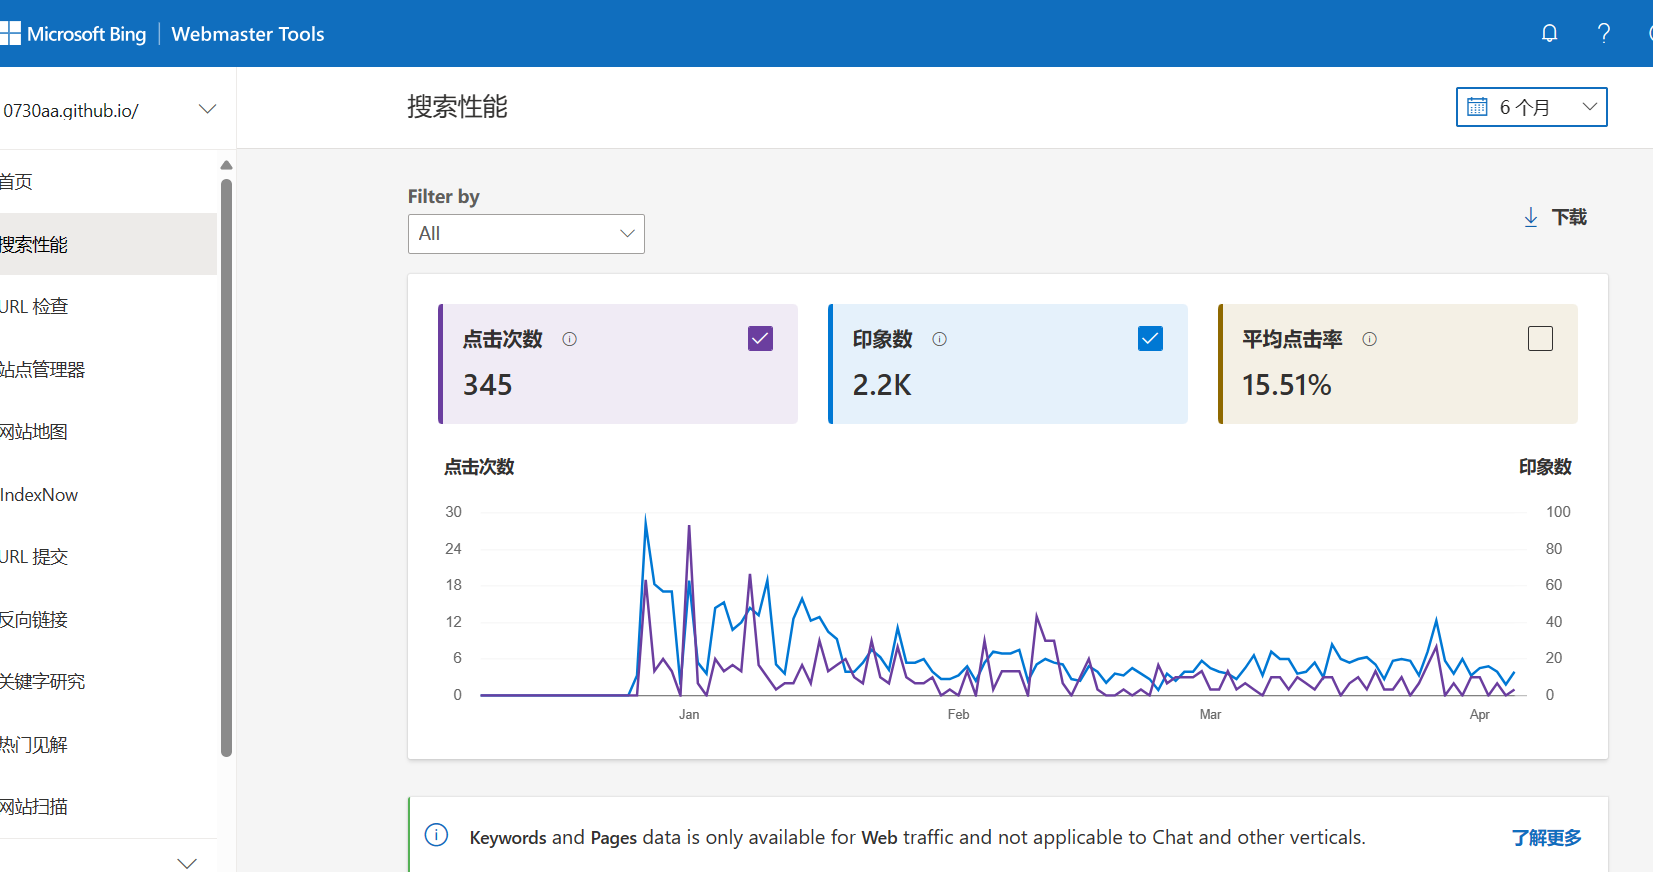 Microsoft Bing | Webmaster Tools
0730aa.github.io/
搜索性能
6 个月
首页
搜索性能
URL 检查
站点管理器
网站地图
IndexNow
URL 提交
反向链接
关键字研究
热门见解
网站扫描
Filter by
All
下载
点击次数
345
印象数
2.2K
平均点击率
15.51%
点击次数
印象数
30
24
18
12
6
0
100
80
60
40
20
0
Jan
Feb
Mar
Apr
Keywords and Pages data is only available for Web traffic and not applicable to Chat and other verticals.
了解更多